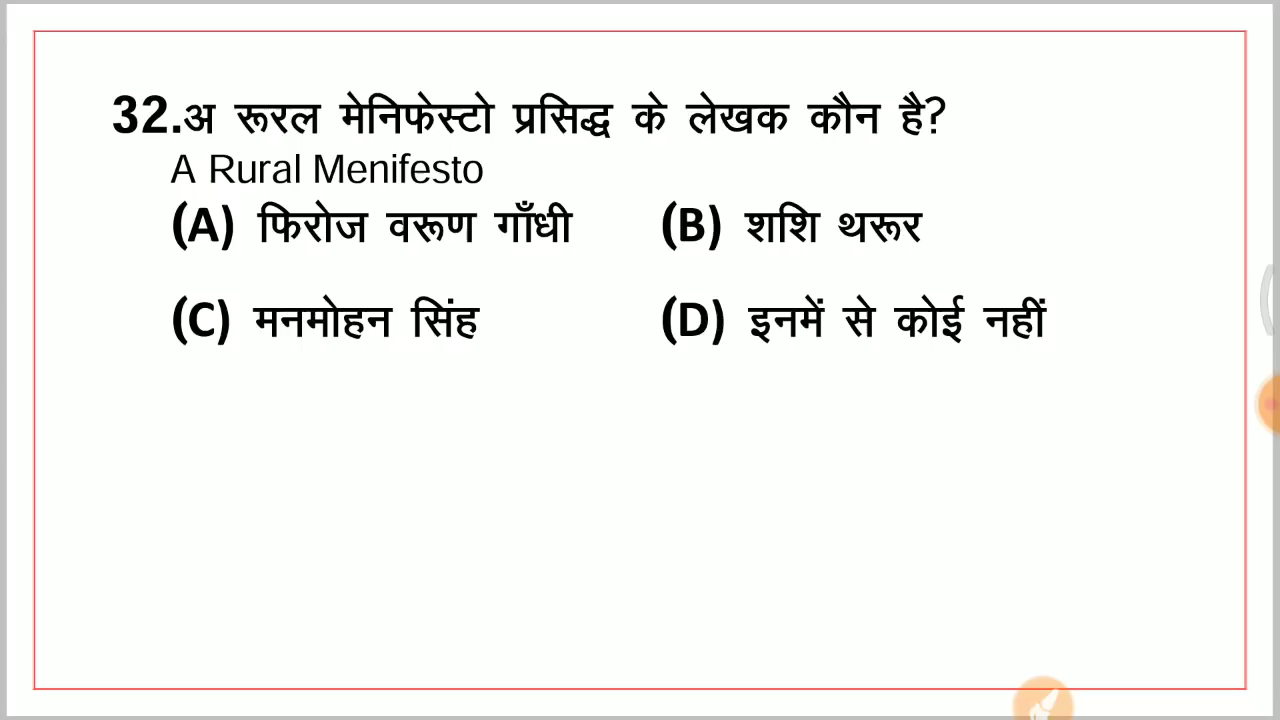 32.अ रूरल मेनिफेस्टो प्रसिद्ध के लेखक कौन है?
A Rural Menifesto
(A) फिरोज वरूण गाँधी (B) शशि थरूर
(C) मनमोहन सिंह (D) इनमें से कोई नहीं